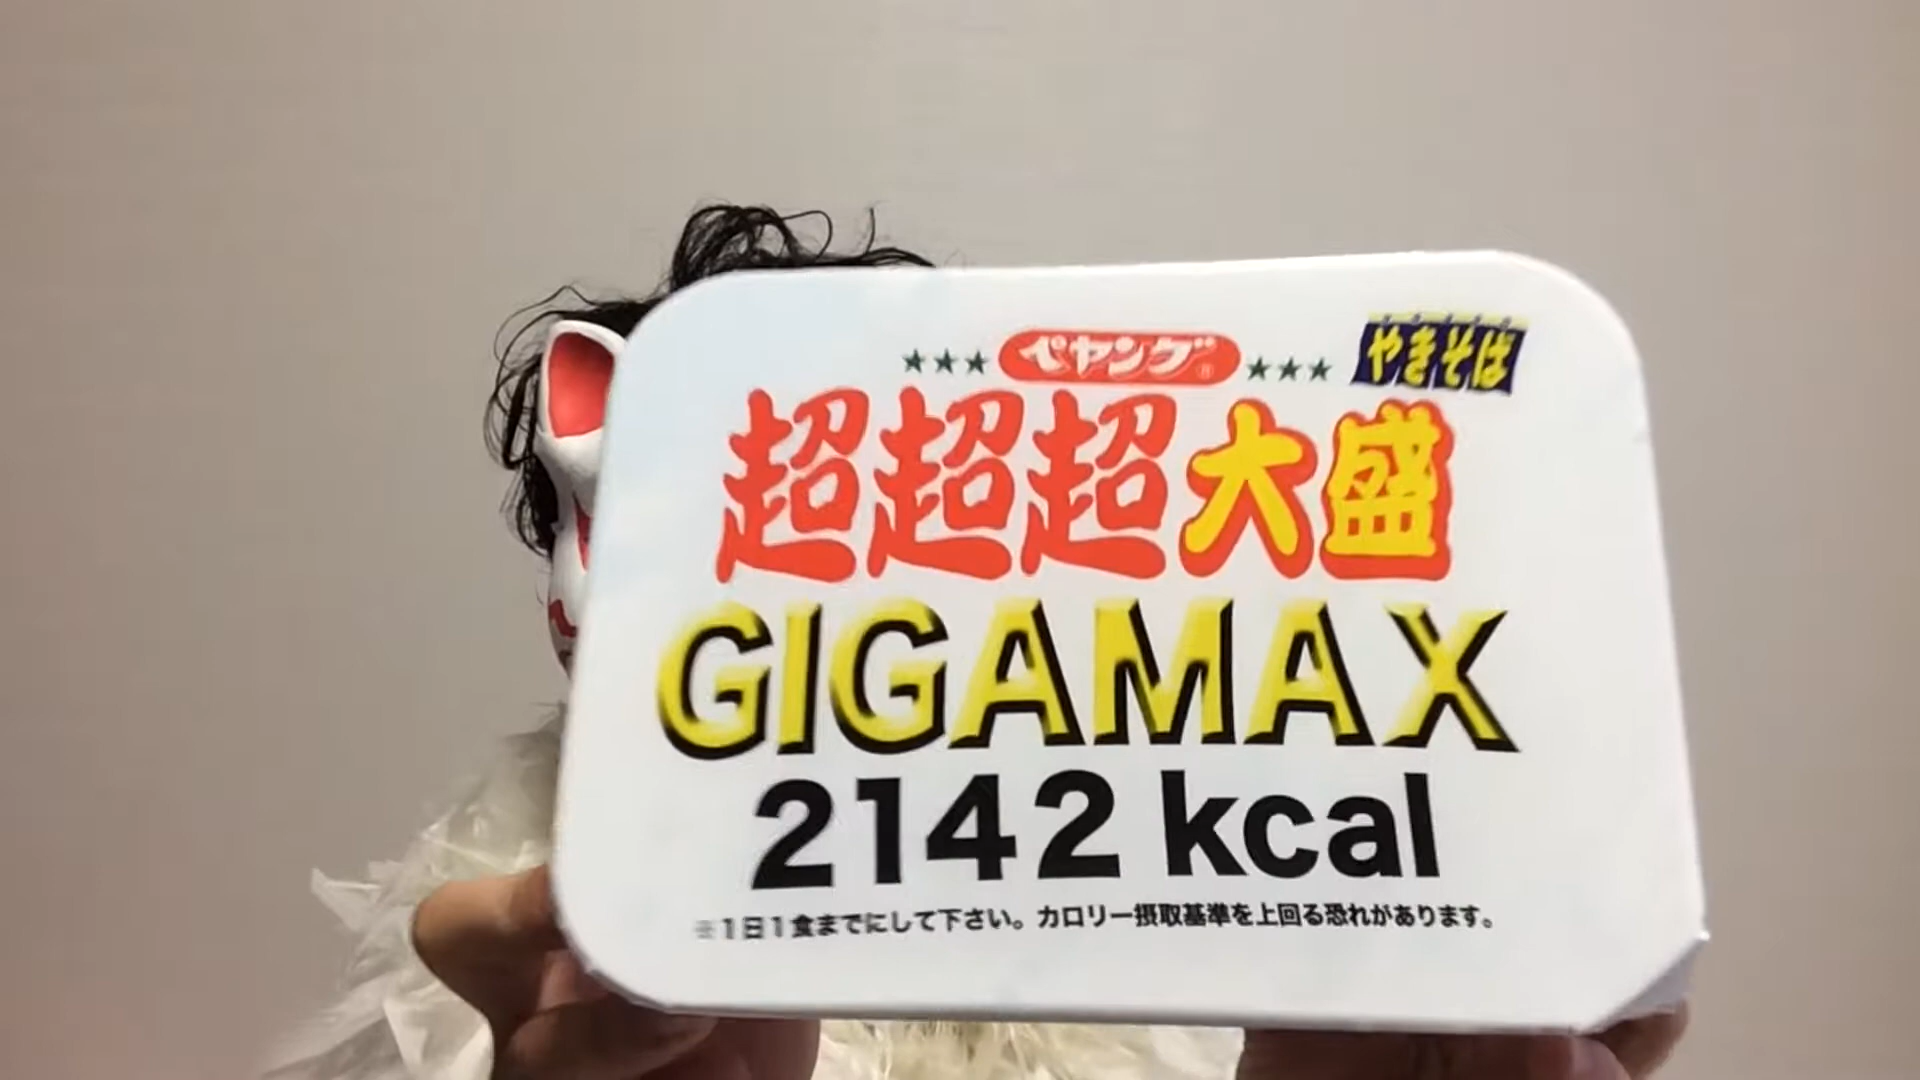 ★★★ペヤング®★★★
やきそば
超超超大盛
GIGAMAX
2142 kcal
※1日1食までにして下さい。カロリー摂取基準を上回る恐れがあります。